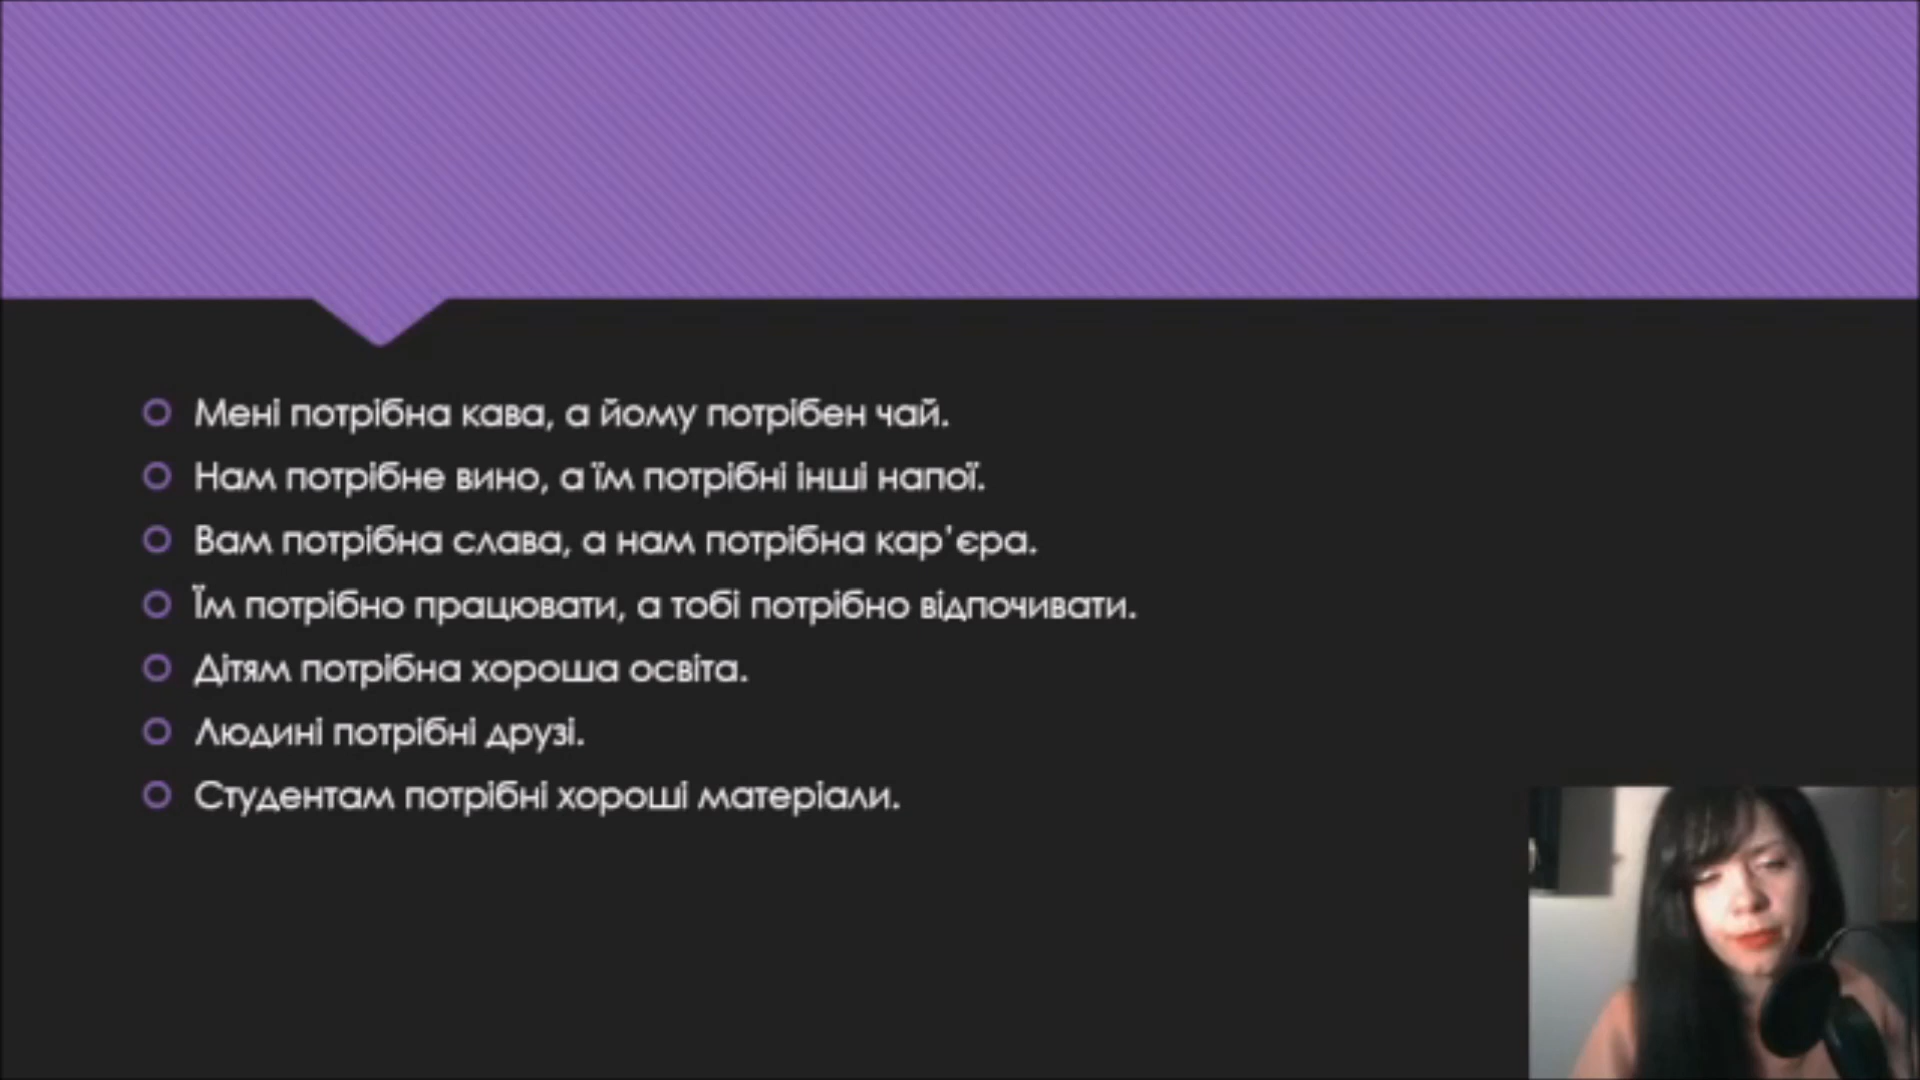 Мені потрібна кава, а йому потрібен чай.
Нам потрібне вино, а їм потрібні інші напої.
Вам потрібна слава, а нам потрібна кар’єра.
Їм потрібно працювати, а тобі потрібно відпочивати.
Дітям потрібна хороша освіта.
Людині потрібні друзі.
Студентам потрібні хороші матеріали.